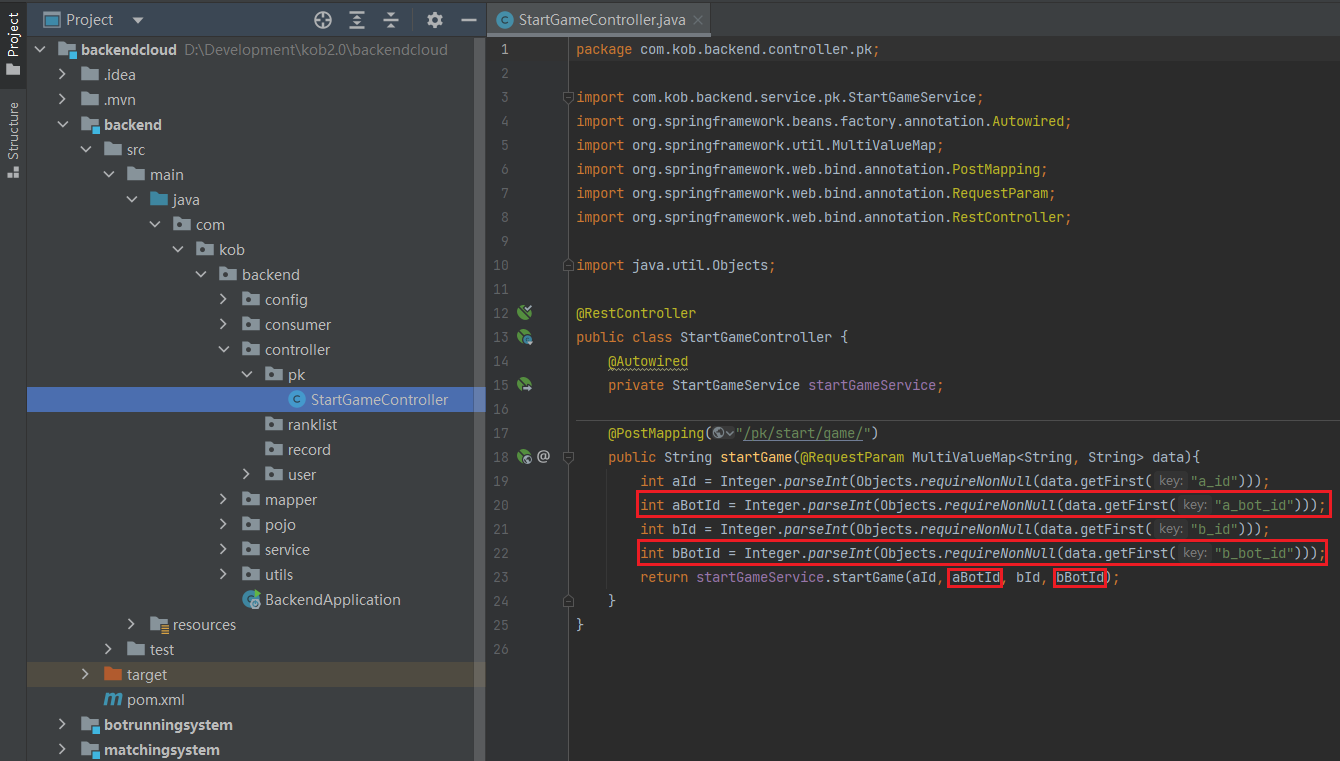 Project
Structure
Project
backendcloud D:\Development\kob2.0\backendcloud
.idea
.mvn
backend
src
main
java
com
kob
backend
config
consumer
controller
pk
StartGameController
ranklist
record
user
mapper
pojo
service
utils
BackendApplication
resources
test
target
pom.xml
botrunningsystem
matchingsystem
StartGameController.java
1 package com.kob.backend.controller.pk;
2
3 import com.kob.backend.service.pk.StartGameService;
4 import org.springframework.beans.factory.annotation.Autowired;
5 import org.springframework.util.MultiValueMap;
6 import org.springframework.web.bind.annotation.PostMapping;
7 import org.springframework.web.bind.annotation.RequestParam;
8 import org.springframework.web.bind.annotation.RestController;
9
10 import java.util.Objects;
11
12 @RestController
13 public class StartGameController {
14 @Autowired
15 private StartGameService startGameService;
16
17 @PostMapping("/pk/start/game/")
18 public String startGame(@RequestParam MultiValueMap<String, String> data){
19 int aId = Integer.parseInt(Objects.requireNonNull(data.getFirst( key: "a_id")));
20 int aBotId = Integer.parseInt(Objects.requireNonNull(data.getFirst( key: "a_bot_id")));
21 int bId = Integer.parseInt(Objects.requireNonNull(data.getFirst( key: "b_id")));
22 int bBotId = Integer.parseInt(Objects.requireNonNull(data.getFirst( key: "b_bot_id")));
23 return startGameService.startGame(aId, aBotId, bId, bBotId);
24 }
25 }
26